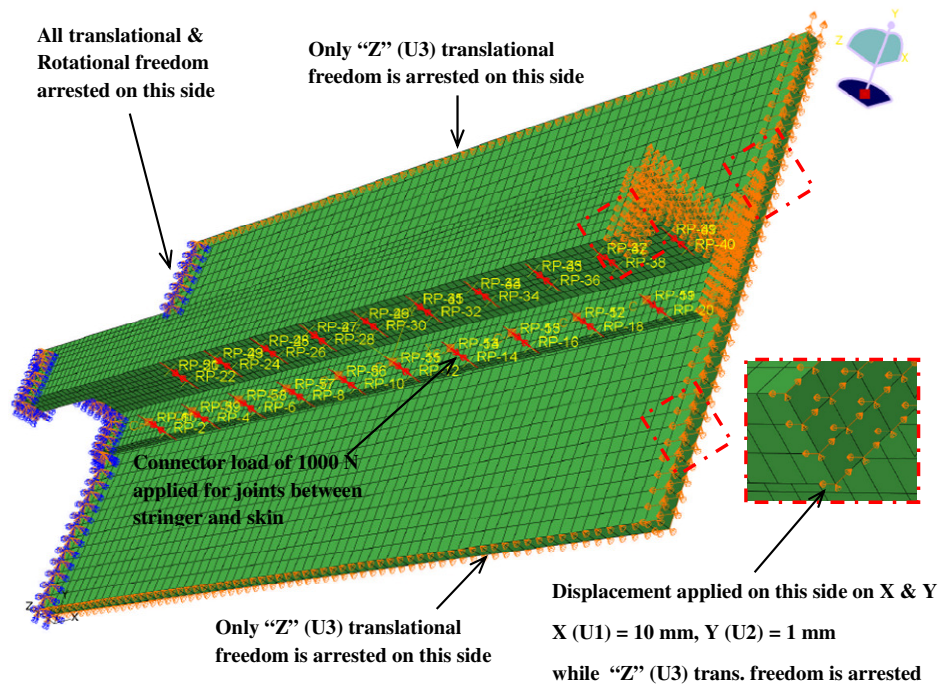 All translational &
Rotational freedom
arrested on this side
Only “Z” (U3) translational
freedom is arrested on this side
Y
Z
X
RP-40
RP-38
RP-36
RP-34
RP-32
RP-30
RP-28
RP-26
RP-24
RP-22
RP-20
RP-18
RP-16
RP-14
RP-10
RP-8
RP-6
RP-4
RP-2
Connector load of 1000 N
applied for joints between
stringer and skin
Z
X
Only “Z” (U3) translational
freedom is arrested on this side
Displacement applied on this side on X & Y
X (U1) = 10 mm, Y (U2) = 1 mm
while “Z” (U3) trans. freedom is arrested